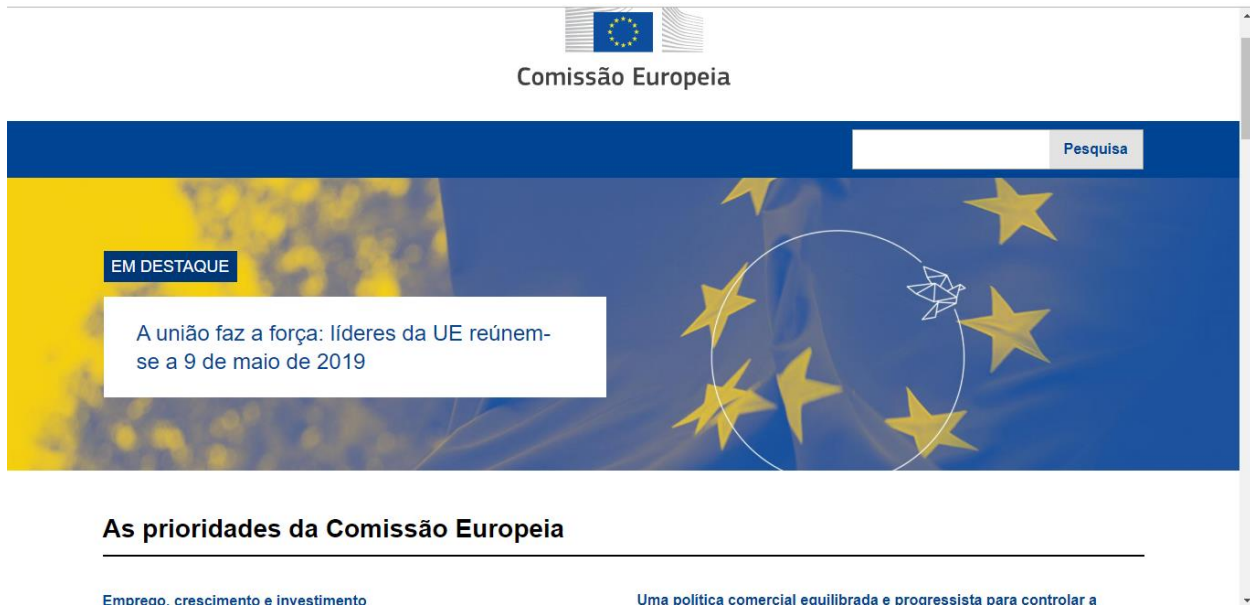 Comissão Europeia
Pesquisa
EM DESTAQUE
A união faz a força: líderes da UE reúnem-
se a 9 de maio de 2019
As prioridades da Comissão Europeia
Emprego, crescimento e investimento
Uma política comercial equilibrada e progressista para controlar a